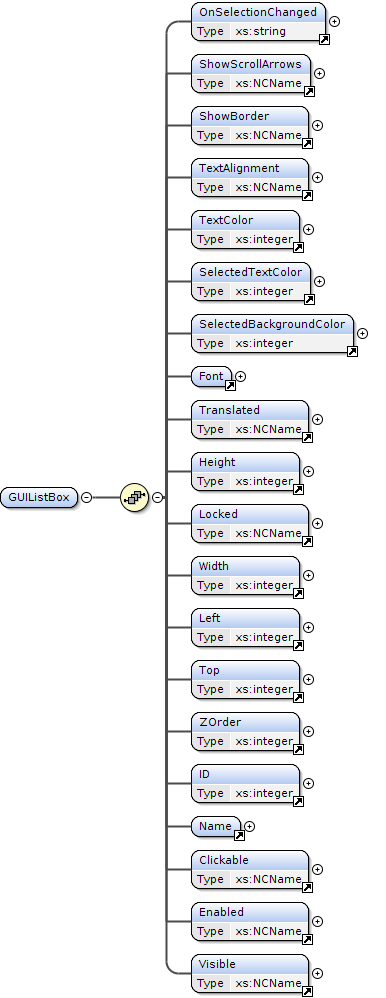 OnSelectionChanged
Type xs:string
ShowScrollArrows
Type xs:NCName
ShowBorder
Type xs:NCName
TextAlignment
Type xs:NCName
TextColor
Type xs:integer
SelectedTextColor
Type xs:integer
SelectedBackgroundColor
Type xs:integer
Font
Translated
Type xs:NCName
Height
Type xs:integer
GUIListBox
Locked
Type xs:NCName
Width
Type xs:integer
Left
Type xs:integer
Top
Type xs:integer
ZOrder
Type xs:integer
ID
Type xs:integer
Name
Clickable
Type xs:NCName
Enabled
Type xs:NCName
Visible
Type xs:NCName